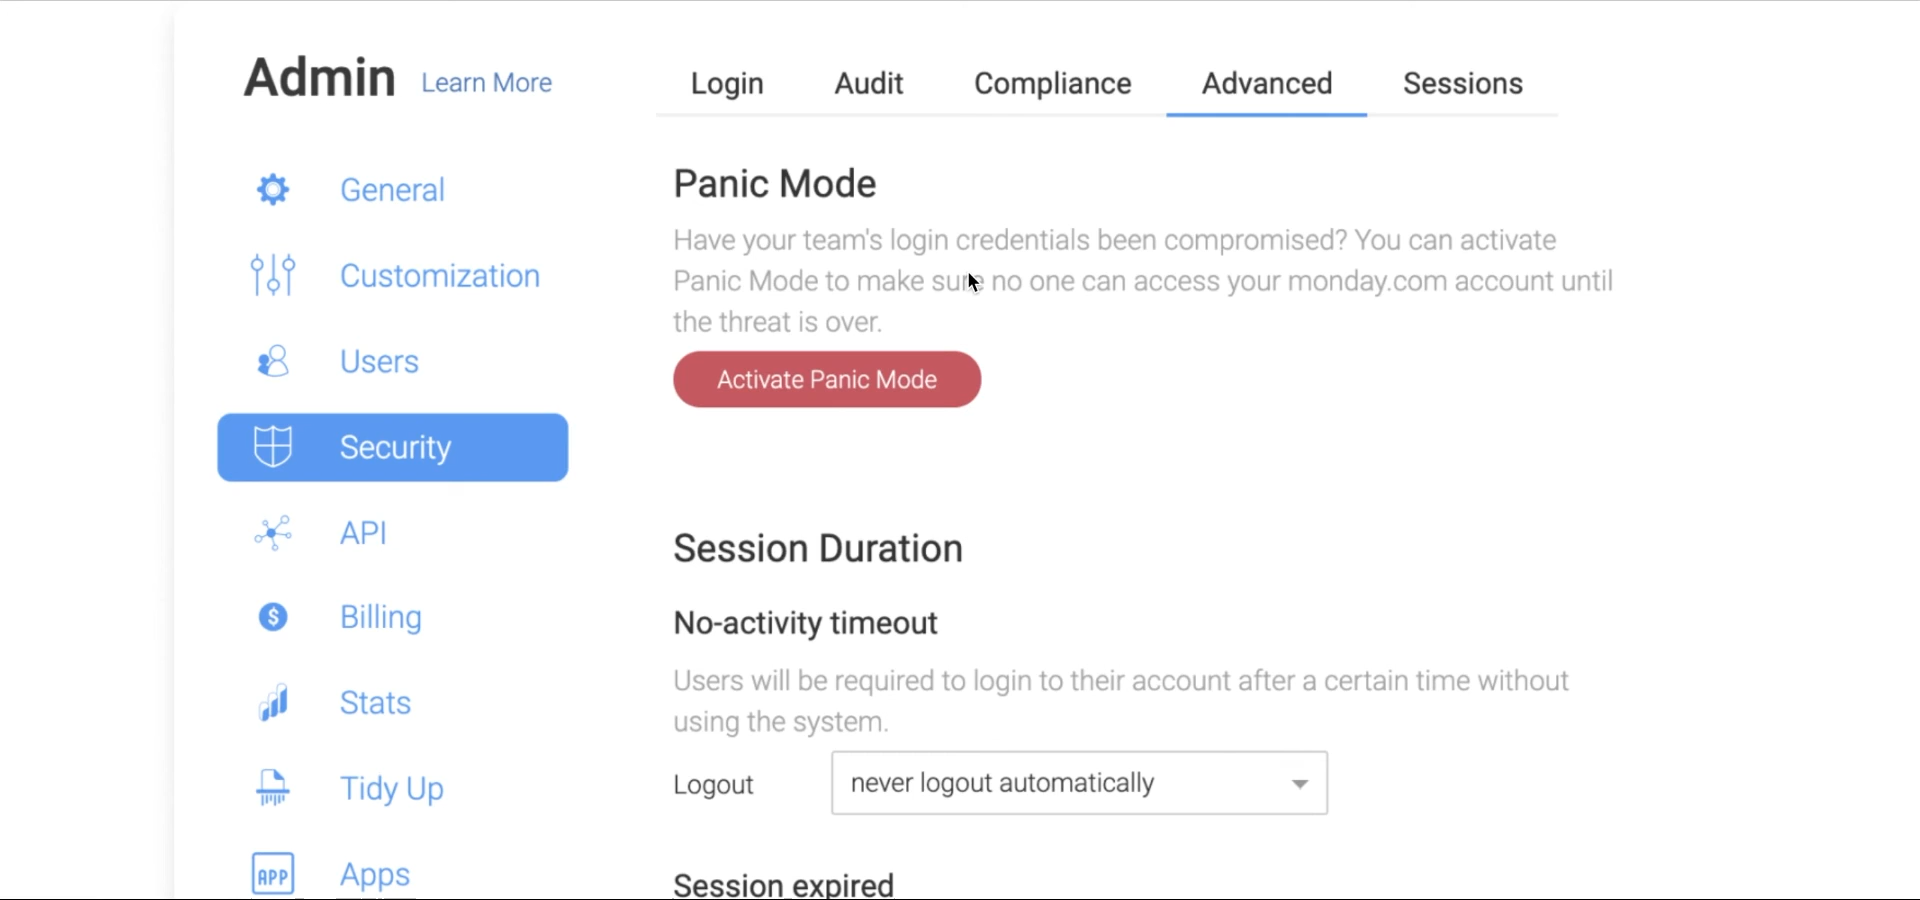 Admin Learn More
Login Audit Compliance Advanced Sessions
General
Customization
Users
Security
API
Billing
Stats
Tidy Up
APP Apps
Panic Mode
Have your team's login credentials been compromised? You can activate
Panic Mode to make sure no one can access your monday.com account until
the threat is over.
Activate Panic Mode
Session Duration
No-activity timeout
Users will be required to login to their account after a certain time without
using the system.
Logout never logout automatically
Session expired